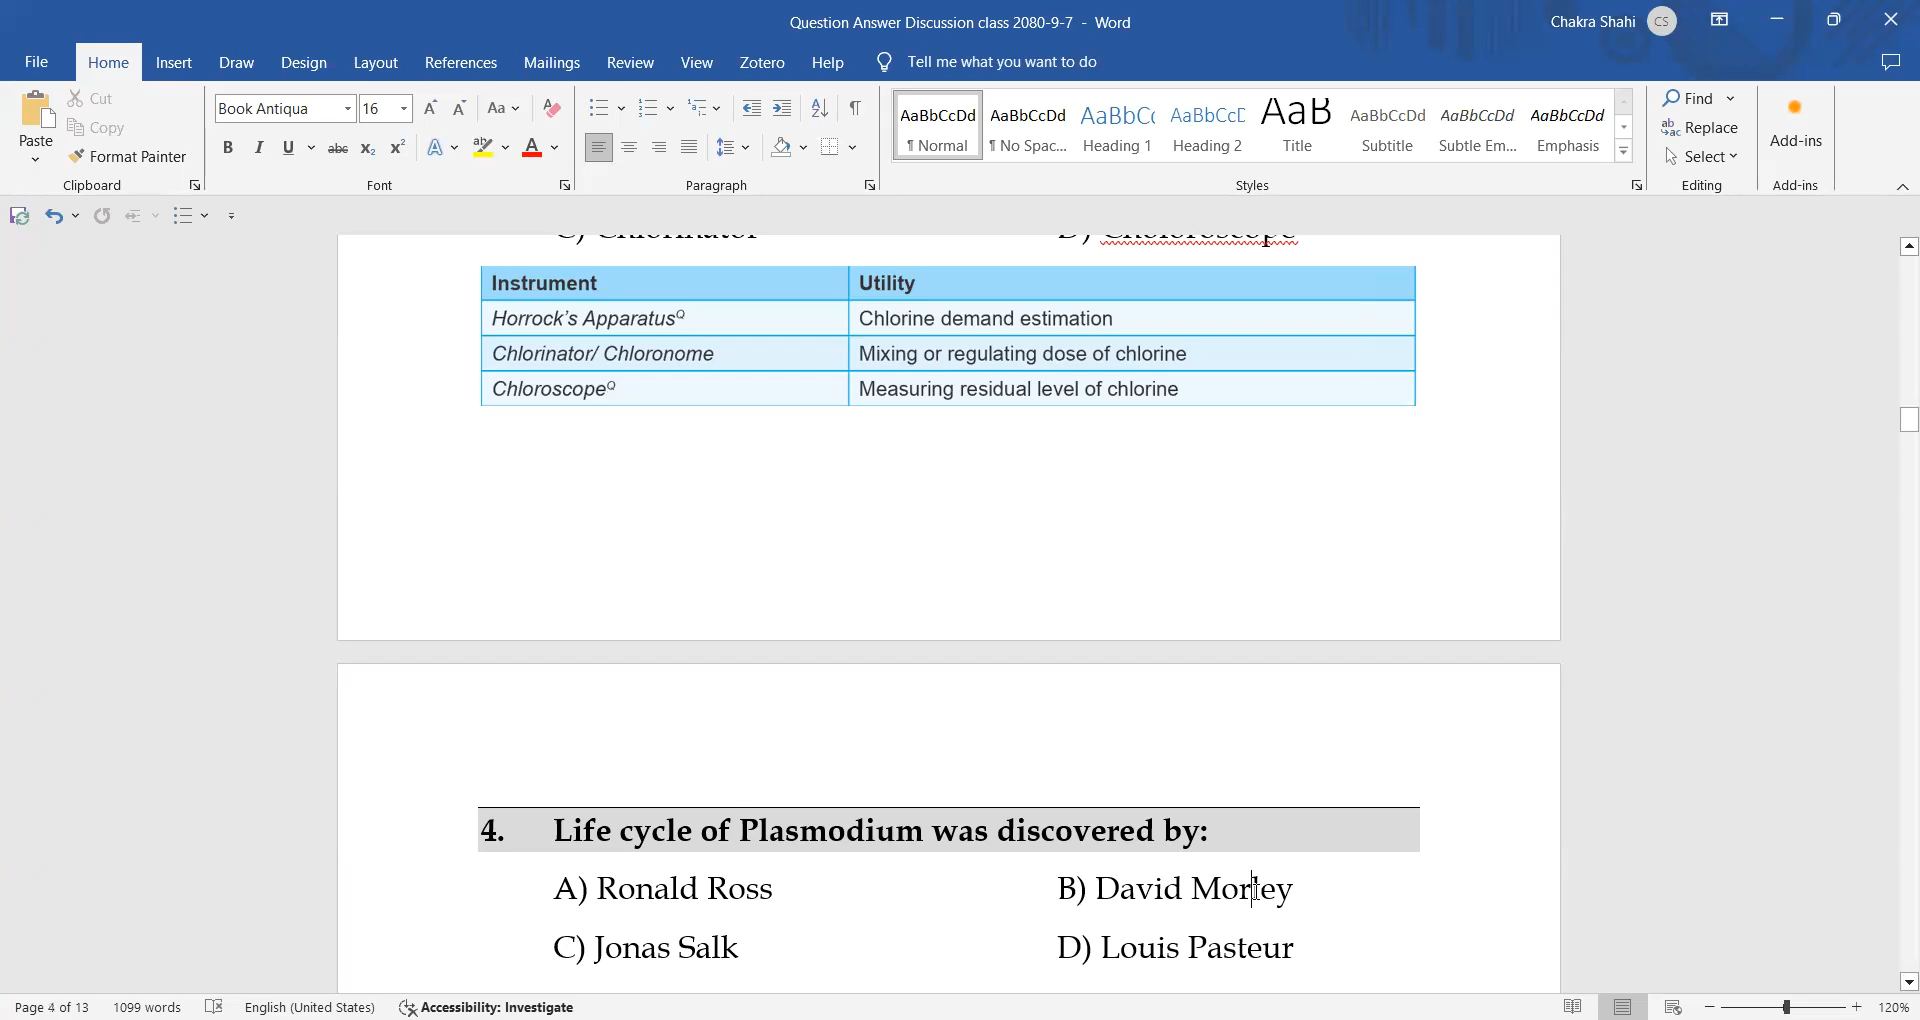 Question Answer Discussion class 2080-9-7 - Word
Chakra Shahi CS
File Home Insert Draw Design Layout References Mailings Review View Zotero Help Tell me what you want to do
Paste
Cut
Copy
Format Painter
Clipboard
Book Antiqua 16
Font
Paragraph
AaBbCcDd AaBbCcDd AaBbCc AaBbCcD AaB AaBbCcDd AaBbCcDd AaBbCcDd
¶ Normal ¶ No Spac... Heading 1 Heading 2 Title Subtitle Subtle Em... Emphasis
Styles
Find
Replace
Select
Editing
Add-ins
Add-ins
C) Chlorinator D) Choloroscope
Instrument Utility
Horrock's ApparatusQ Chlorine demand estimation
Chlorinator/ Chloronome Mixing or regulating dose of chlorine
ChloroscopeQ Measuring residual level of chlorine
4. Life cycle of Plasmodium was discovered by:
A) Ronald Ross B) David Morley
C) Jonas Salk D) Louis Pasteur
Page 4 of 13 1099 words English (United States) Accessibility: Investigate 120%